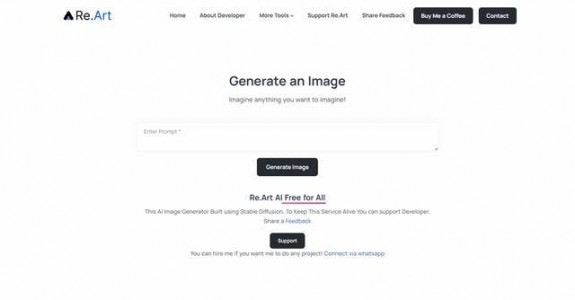 Re.Art
Home About Developer More Tools Support Re.Art Share Feedback Buy Me a Coffee Contact
Generate an Image
Imagine anything you want to imagine!
Enter Prompt *
Generate Image
Re.Art AI Free for All
This AI Image Generator Built using Stable Diffusion. To Keep This Service Alive You can support Developer.
Share a Feedback
Support
You can hire me if you want me to do any project! Connect via whatsapp